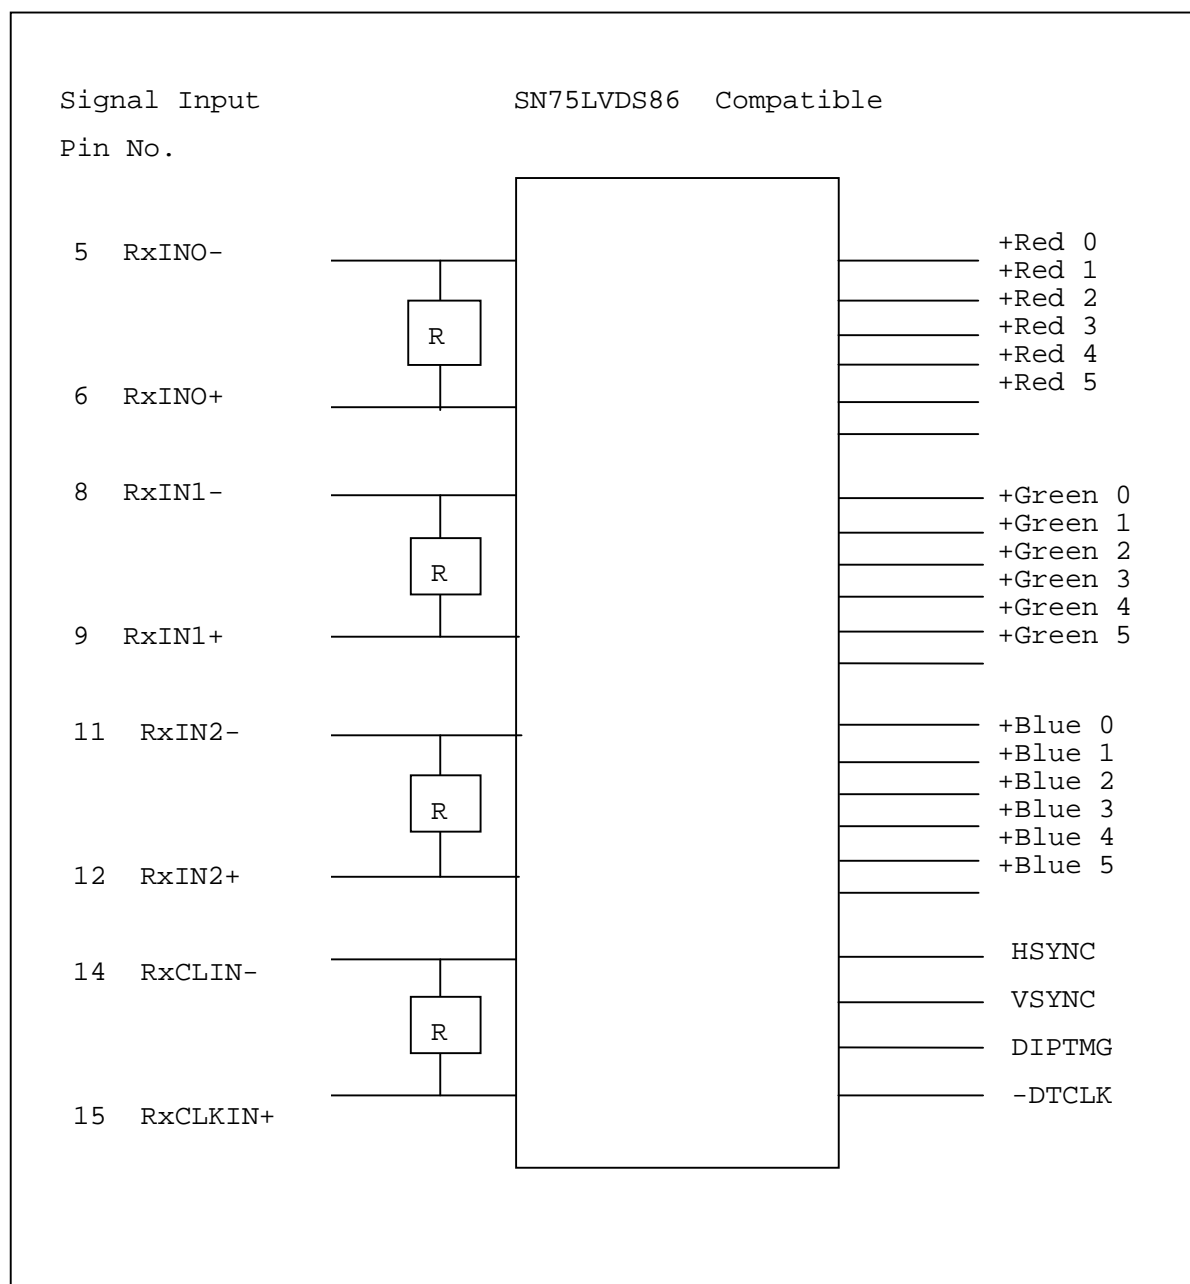 Signal Input SN75LVDS86 Compatible
Pin No.
5 RxINO-
R
6 RxINO+
8 RxIN1-
R
9 RxIN1+
11 RxIN2-
R
12 RxIN2+
14 RxCLIN-
R
15 RxCLKIN+
+Red 0
+Red 1
+Red 2
+Red 3
+Red 4
+Red 5
+Green 0
+Green 1
+Green 2
+Green 3
+Green 4
+Green 5
+Blue 0
+Blue 1
+Blue 2
+Blue 3
+Blue 4
+Blue 5
HSYNC
VSYNC
DIPTMG
-DTCLK